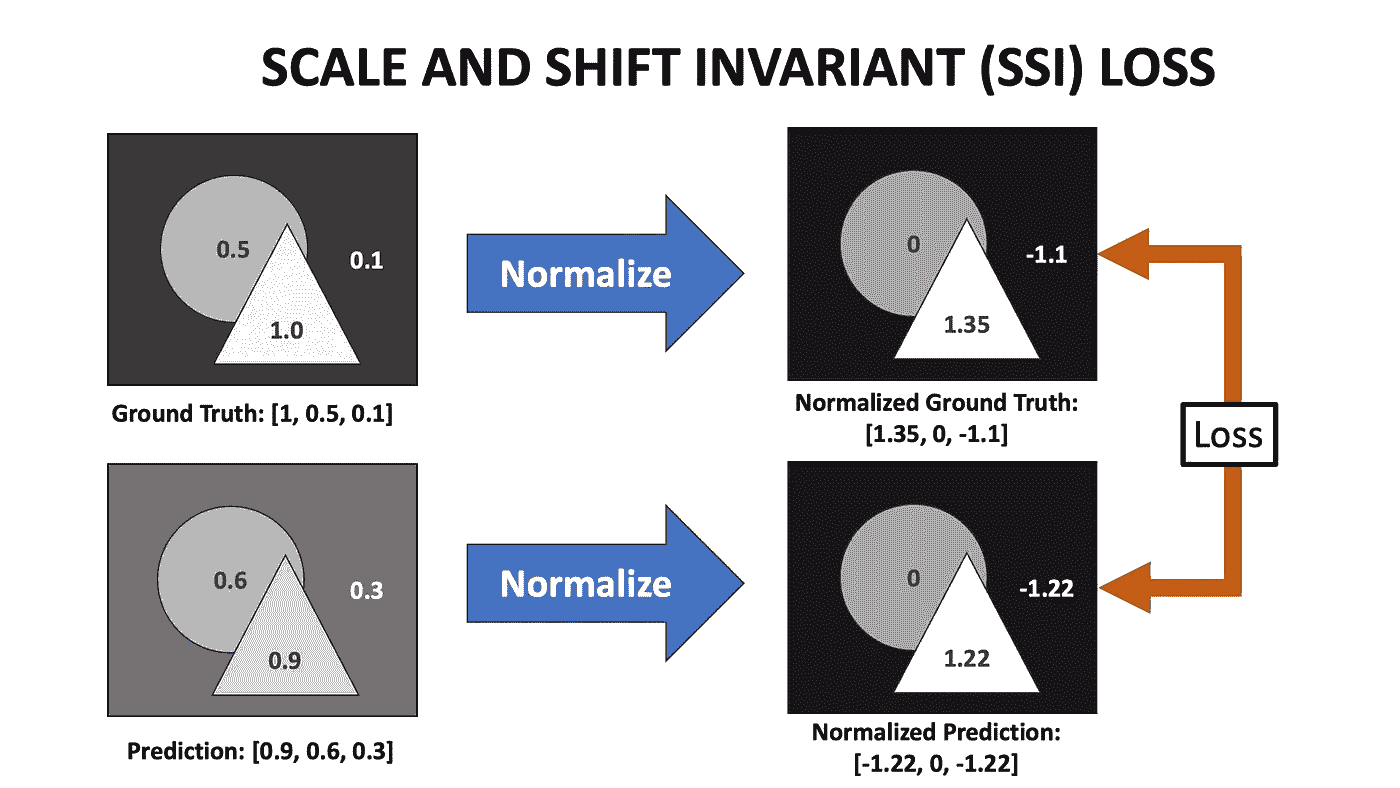 SCALE AND SHIFT INVARIANT (SSI) LOSS
0.5
0.1
1.0
Ground Truth: [1, 0.5, 0.1]
Normalize
0
-1.1
1.35
Normalized Ground Truth:
[1.35, 0, -1.1]
Loss
0.6
0.3
0.9
Prediction: [0.9, 0.6, 0.3]
Normalize
0
-1.22
1.22
Normalized Prediction:
[-1.22, 0, -1.22]